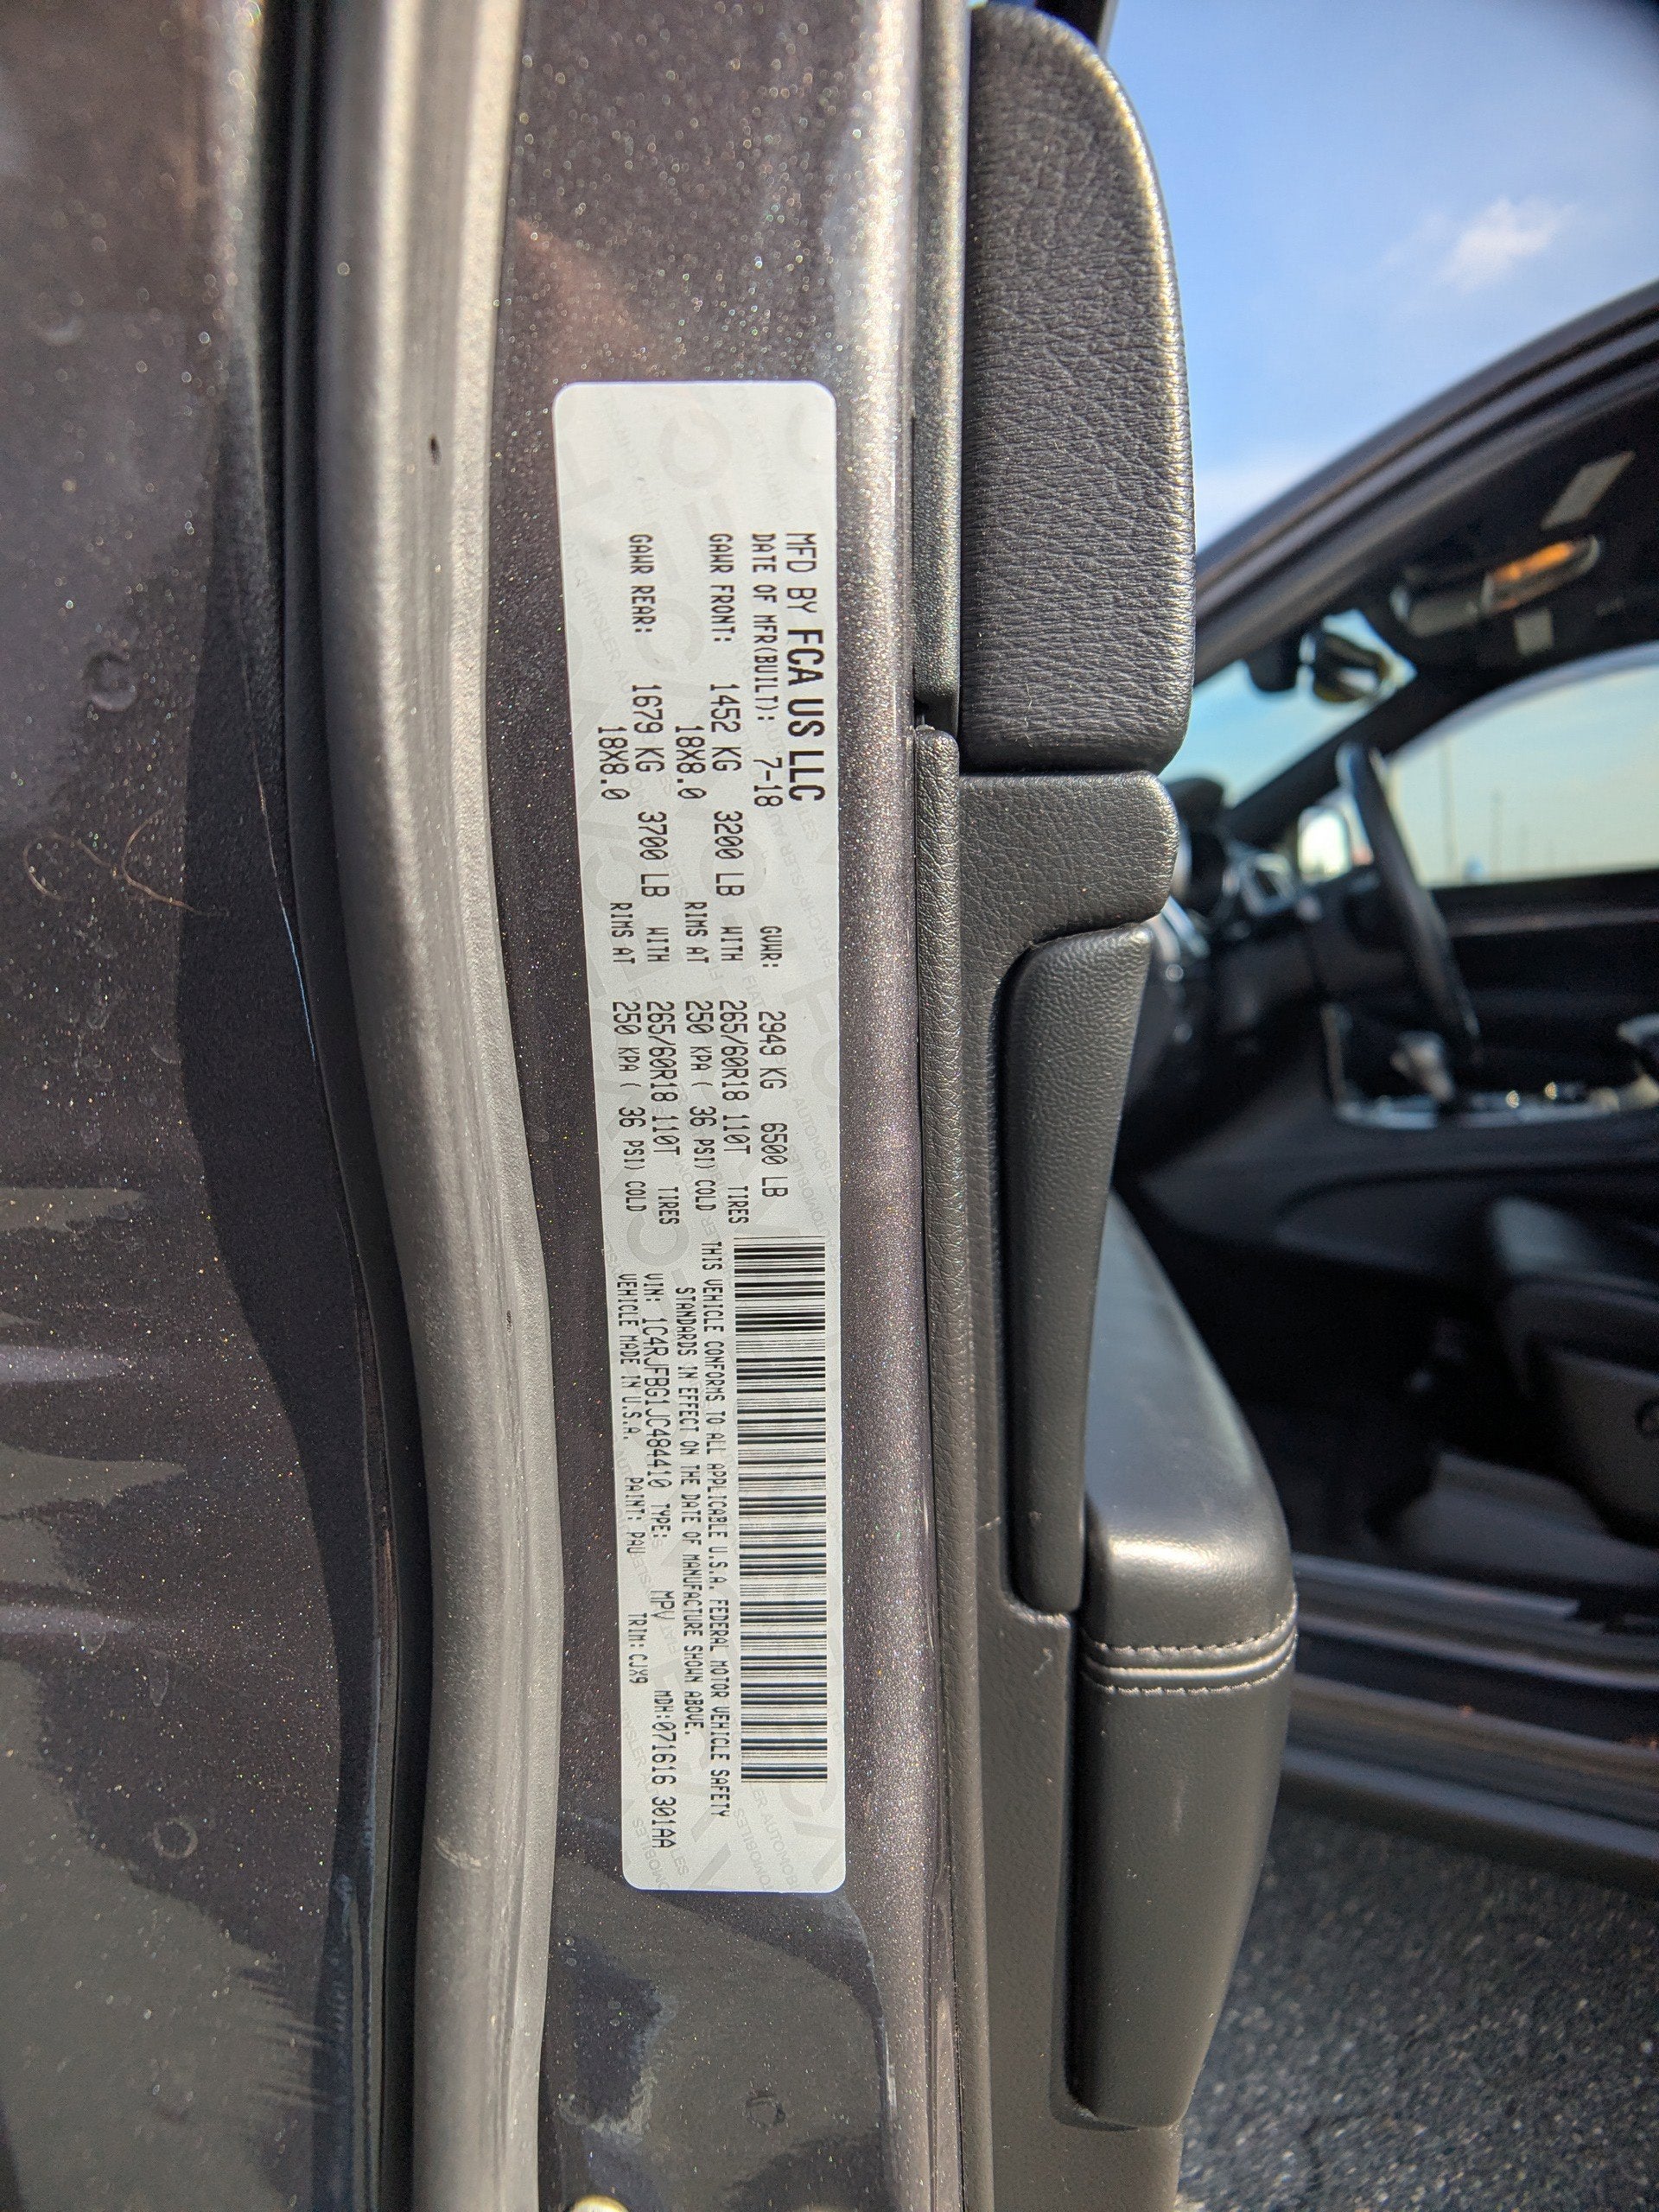 MFD BY FCA US LLC
DATE OF MFR(BUILT): 7-18 GVWR: 2949 KG 6500 LB
GAWR FRONT: 1452 KG 3200 LB WITH 265/60R18 110T TIRES
18X8.0 RIMS AT 250 KPA ( 36 PSI) COLD
GAWR REAR: 1679 KG 3700 LB WITH 265/60R18 110T TIRES
18X8.0 RIMS AT 250 KPA ( 36 PSI) COLD
THIS VEHICLE CONFORMS TO ALL APPLICABLE U.S.A. FEDERAL MOTOR VEHICLE SAFETY
STANDARDS IN EFFECT ON THE DATE OF MANUFACTURE SHOWN ABOVE.
VIN: 1C4RJFBG1JC484410 TYPE: MPV MDH:071616 301AA
VEHICLE MADE IN U.S.A. PAINT: PAU TRIM: CJX9